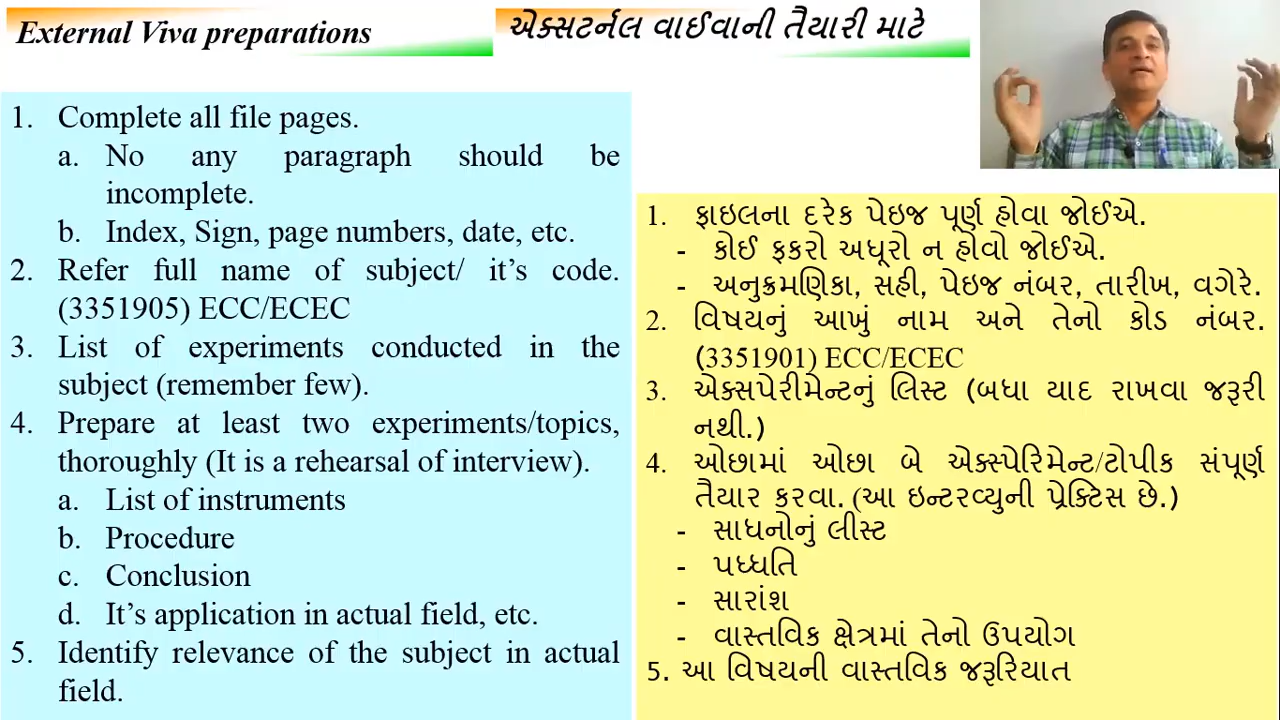 External Viva preparations
એક્સટર્નલ વાઈવાની તૈયારી માટે
1. Complete all file pages.
a. No any paragraph should be
incomplete.
b. Index, Sign, page numbers, date, etc.
2. Refer full name of subject/ it’s code.
(3351905) ECC/ECEC
3. List of experiments conducted in the
subject (remember few).
4. Prepare at least two experiments/topics,
thoroughly (It is a rehearsal of interview).
a. List of instruments
b. Procedure
c. Conclusion
d. It’s application in actual field, etc.
5. Identify relevance of the subject in actual
field.
1. ફાઇલના દરેક પેઇજ પૂર્ણ હોવા જોઈએ.
- કોઈ ફકરો અધૂરો ન હોવો જોઈએ.
- અનુક્રમણિકા, સહી, પેઇજ નંબર, તારીખ, વગેરે.
2. વિષયનું આખું નામ અને તેનો કોડ નંબર.
(3351901) ECC/ECEC
3. એક્સપેરીમેન્ટનું લિસ્ટ (બધા યાદ રાખવા જરૂરી
નથી.)
4. ઓછામાં ઓછા બે એક્સ્પેરિમેન્ટ/ટોપીક સંપૂર્ણ
તૈયાર કરવા. (આ ઇન્ટરવ્યુની પ્રેક્ટિસ છે.)
- સાધનોનું લીસ્ટ
- પધ્ધતિ
- સારાંશ
- વાસ્તવિક ક્ષેત્રમાં તેનો ઉપયોગ
5. આ વિષયની વાસ્તવિક જરૂરિયાત